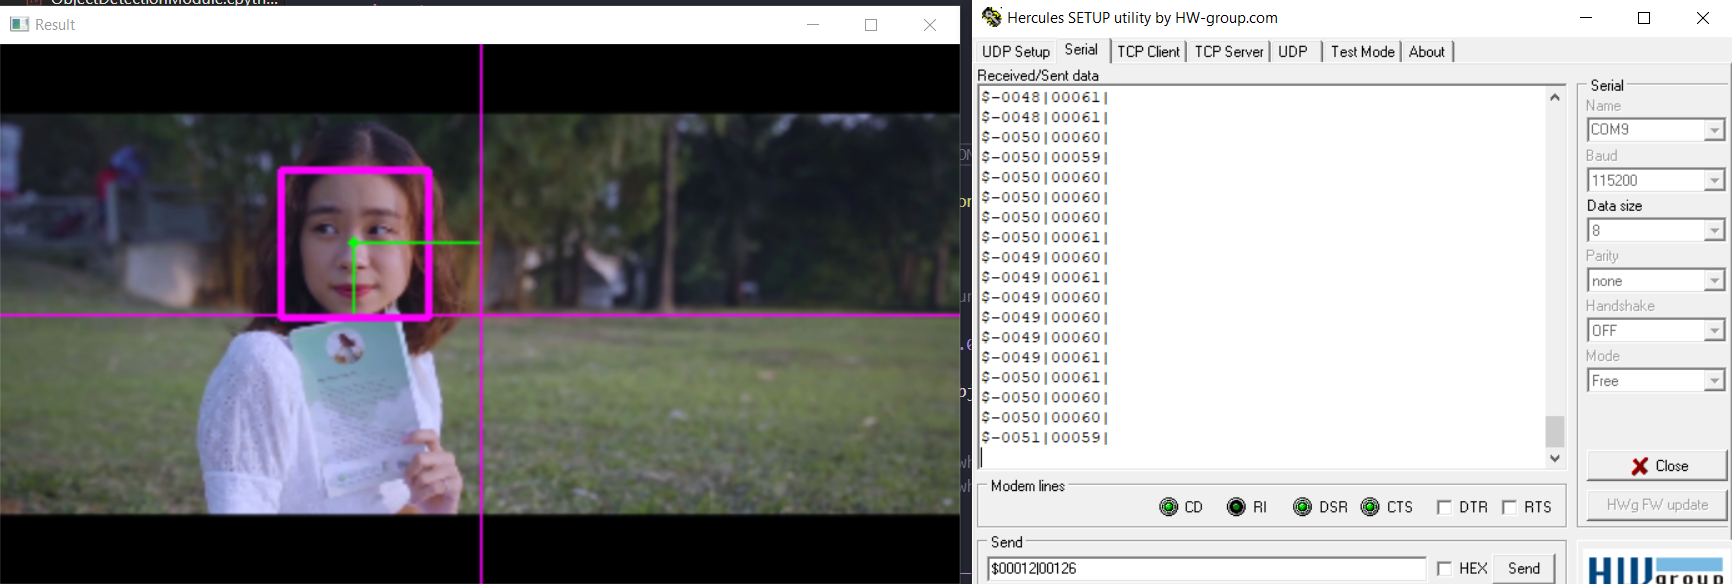 ObjectDetectionModule.cpyth...
Result
Hercules SETUP utility by HW-group.com
UDP Setup
Serial
TCP Client
TCP Server
UDP
Test Mode
About
Received/Sent data
$-0048|00061|
$-0048|00061|
$-0050|00060|
$-0050|00059|
$-0050|00060|
$-0050|00060|
$-0050|00060|
$-0050|00061|
$-0049|00060|
$-0049|00061|
$-0049|00060|
$-0049|00060|
$-0049|00060|
$-0049|00061|
$-0050|00061|
$-0050|00060|
$-0050|00060|
$-0051|00059|
Serial
Name
COM9
Baud
115200
Data size
8
Parity
none
Handshake
OFF
Mode
Free
Close
HWg FW update
Modem lines
CD
RI
DSR
CTS
DTR
RTS
Send
$00012|00126
HEX
Send
HW group